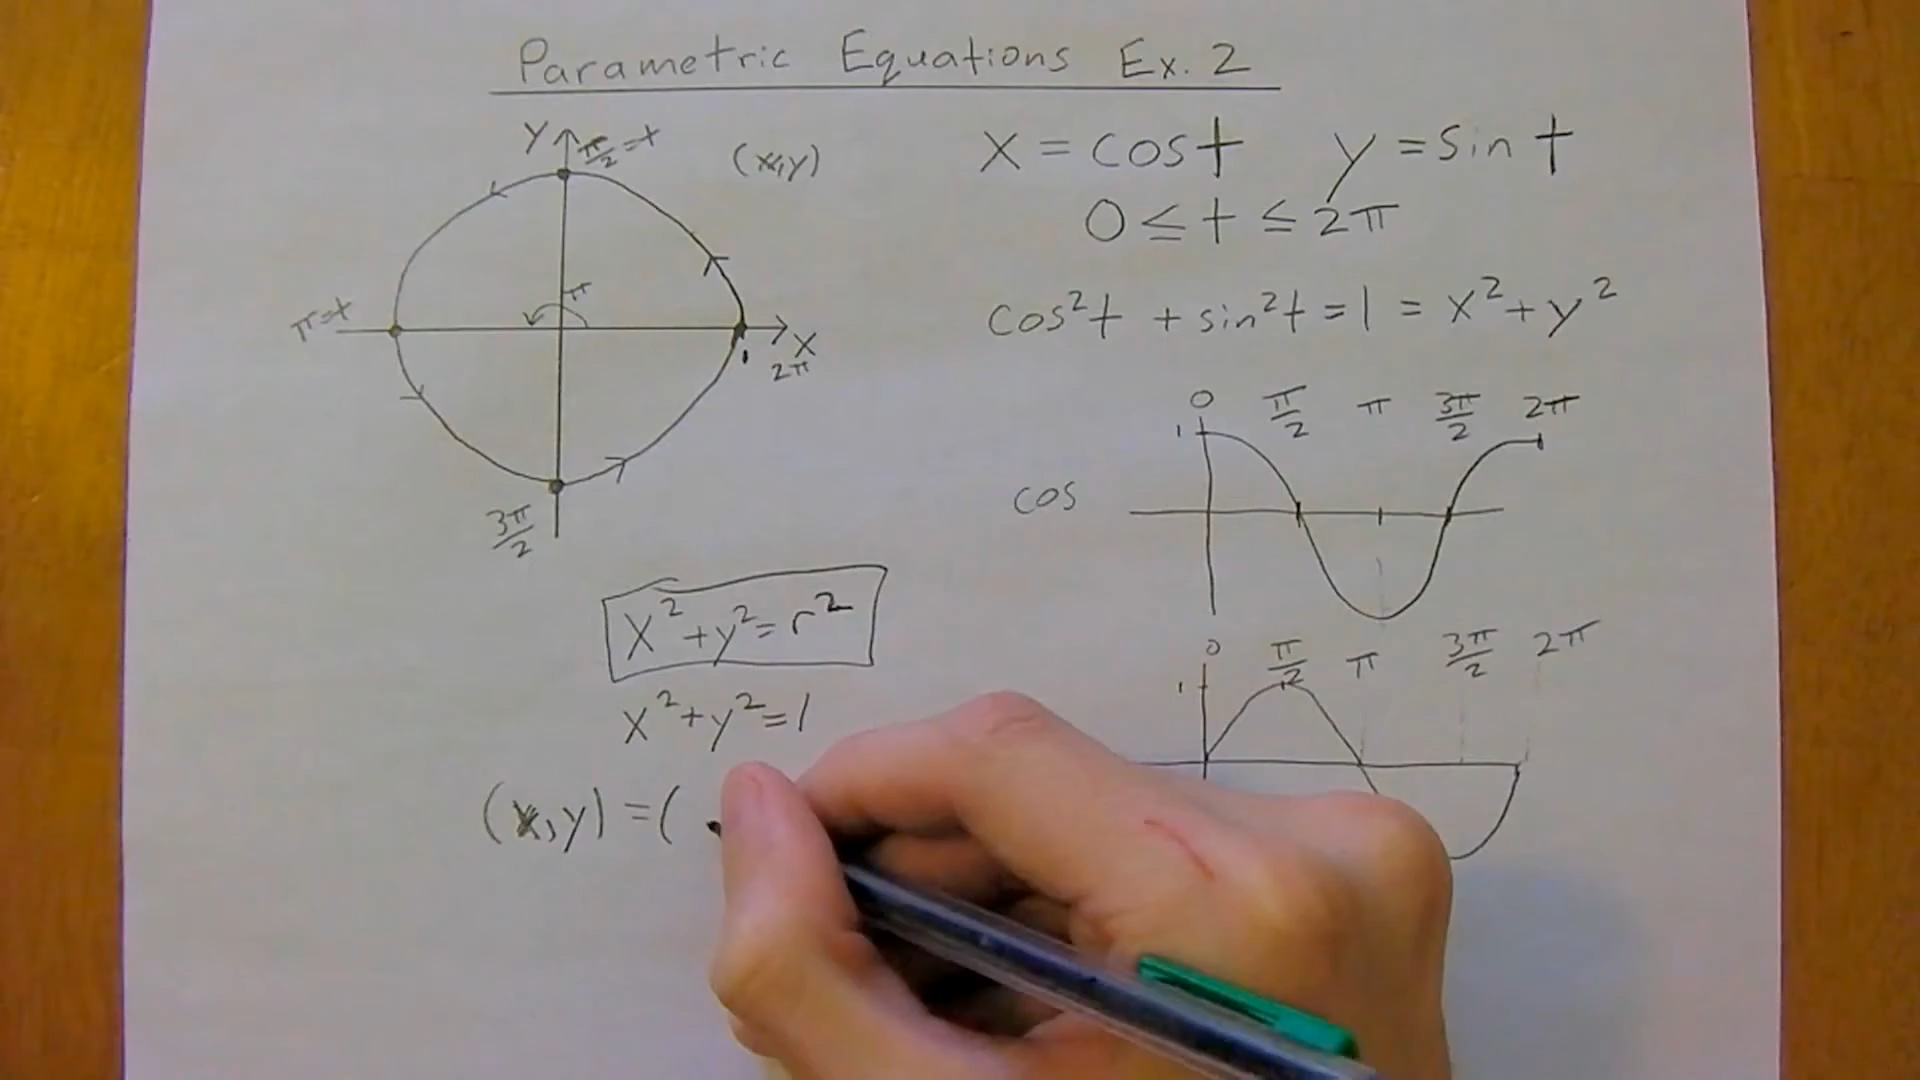 Parametric Equations Ex. 2
y
π/2 = t
(x,y)
π
π = t
1
x
2π
3π/2
x = cos t y = sin t
0 ≤ t ≤ 2π
cos²t + sin²t = 1 = x² + y²
0 π/2 π 3π/2 2π
1
cos
0 π/2 π 3π/2 2π
1
x² + y² = r²
x² + y² = 1
(x,y) = (